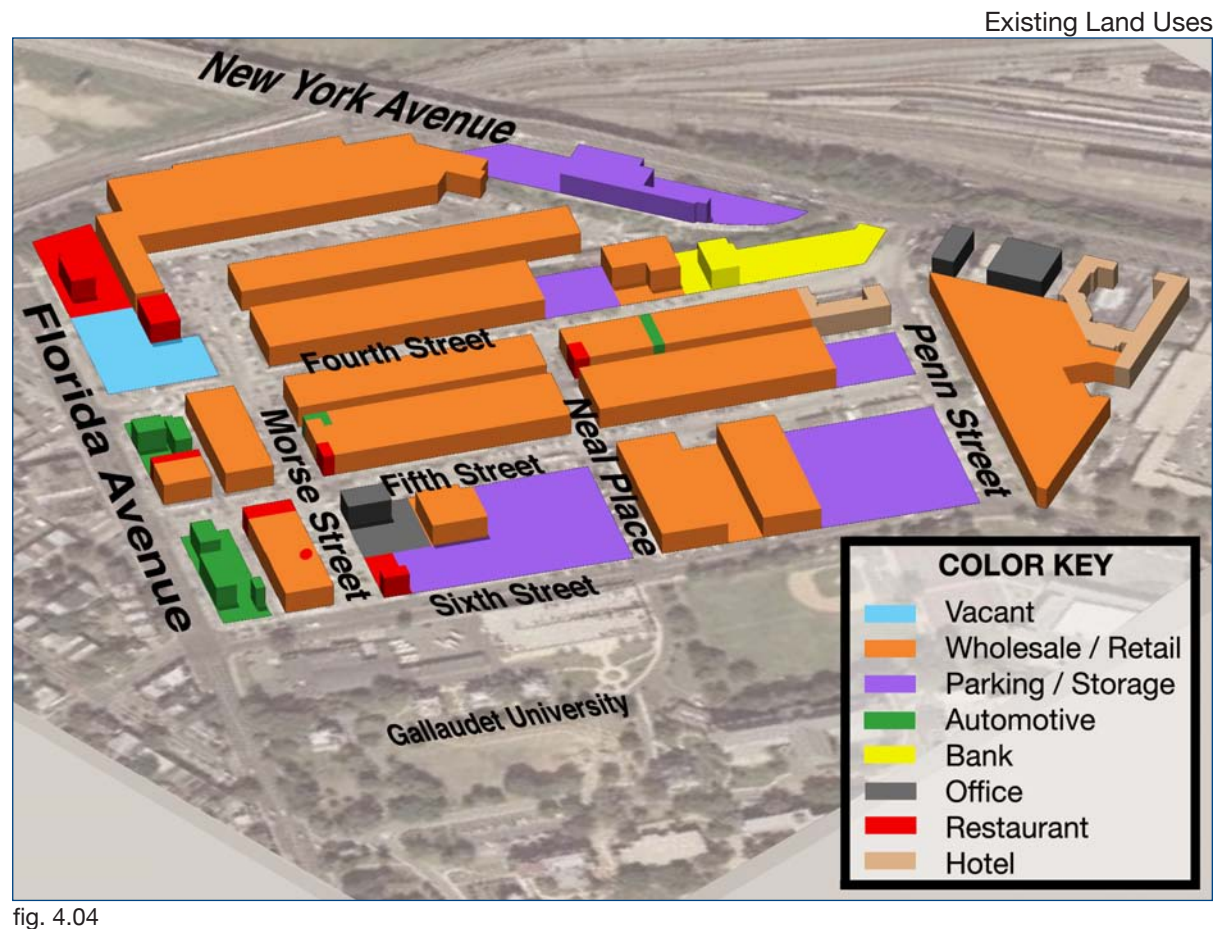 Existing Land Uses
New York Avenue
Florida Avenue
Fourth Street
Morse Street
Fifth Street
Neal Place
Penn Street
Sixth Street
Gallaudet University
COLOR KEY
Vacant
Wholesale / Retail
Parking / Storage
Automotive
Bank
Office
Restaurant
Hotel
fig. 4.04